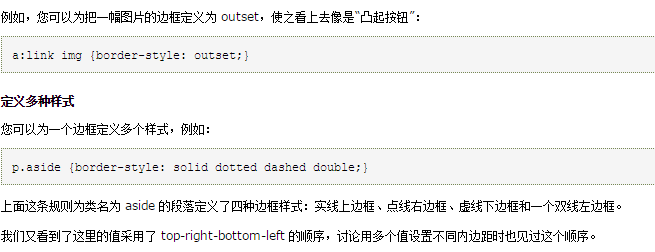 例如，您可以为把一幅图片的边框定义为 outset，使之看上去像是“凸起按钮”：
a:link img {border-style: outset;}
定义多种样式
您可以为一个边框定义多个样式，例如：
p.aside {border-style: solid dotted dashed double;}
上面这条规则为类名为 aside 的段落定义了四种边框样式：实线上边框、点线右边框、虚线下边框和一个双线左边框。
我们又看到了这里的值采用了 top-right-bottom-left 的顺序，讨论用多个值设置不同内边距时也见过这个顺序。